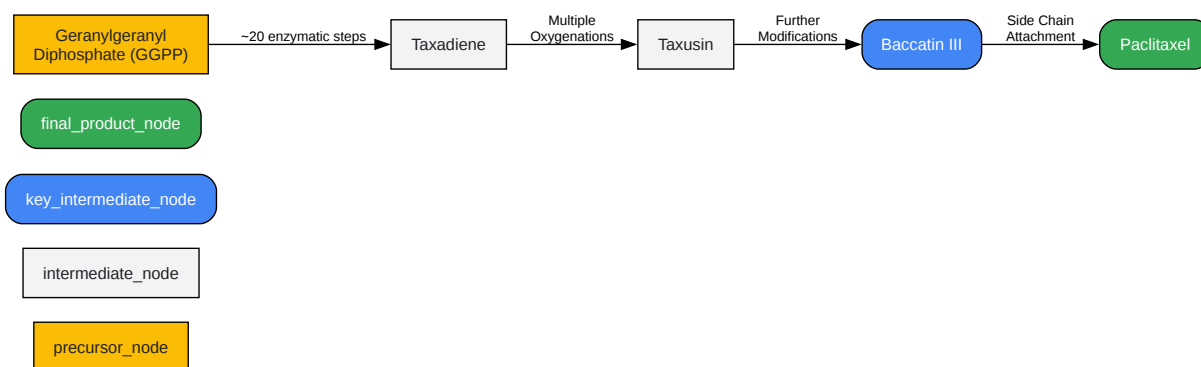 Geranylgeranyl
Diphosphate (GGPP)
~20 enzymatic steps
Taxadiene
Multiple
Oxygenations
Taxusin
Further
Modifications
Baccatin III
Side Chain
Attachment
Paclitaxel
final_product_node
key_intermediate_node
intermediate_node
precursor_node